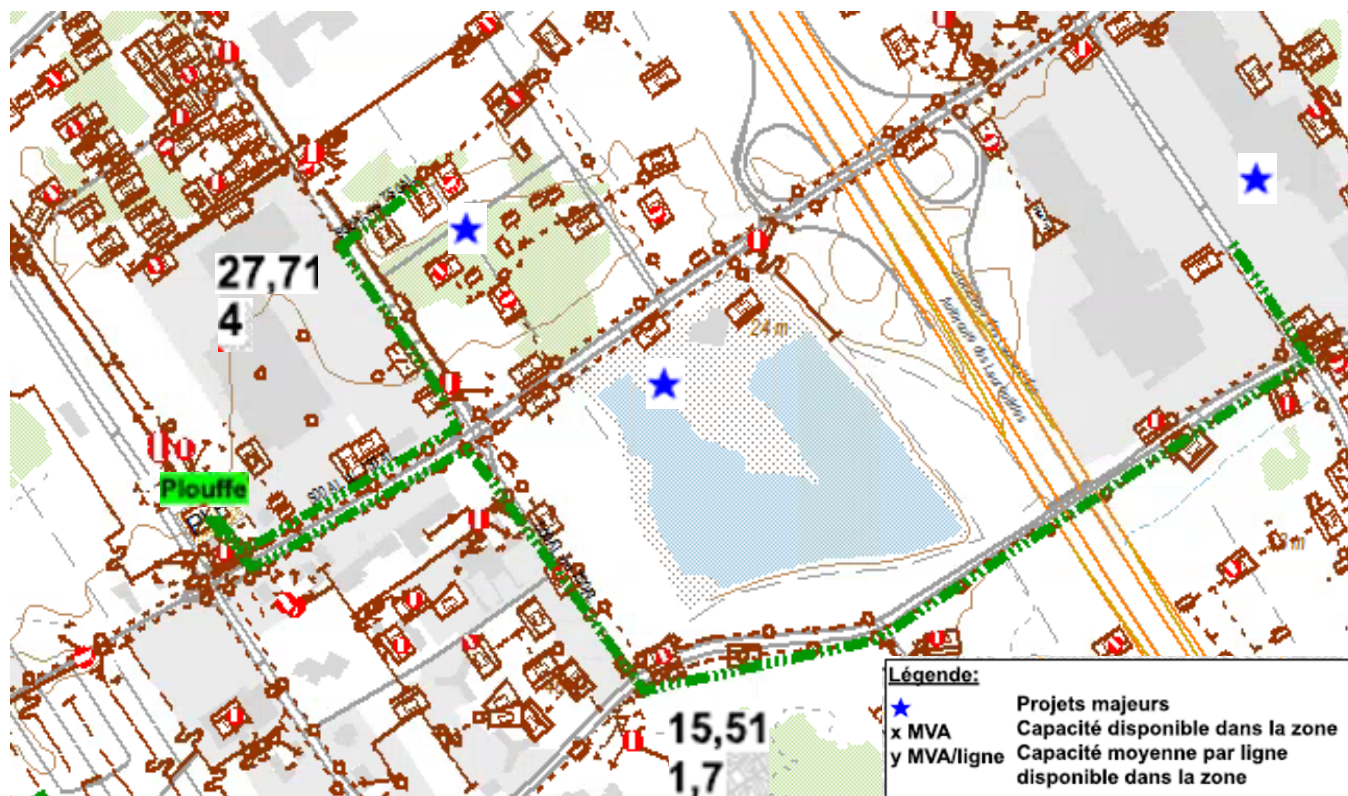 27,71
4
24 m
Plouffe
15,51
1,7
Légende:
Projets majeurs
x MVA Capacité disponible dans la zone
y MVA/ligne Capacité moyenne par ligne
disponible dans la zone